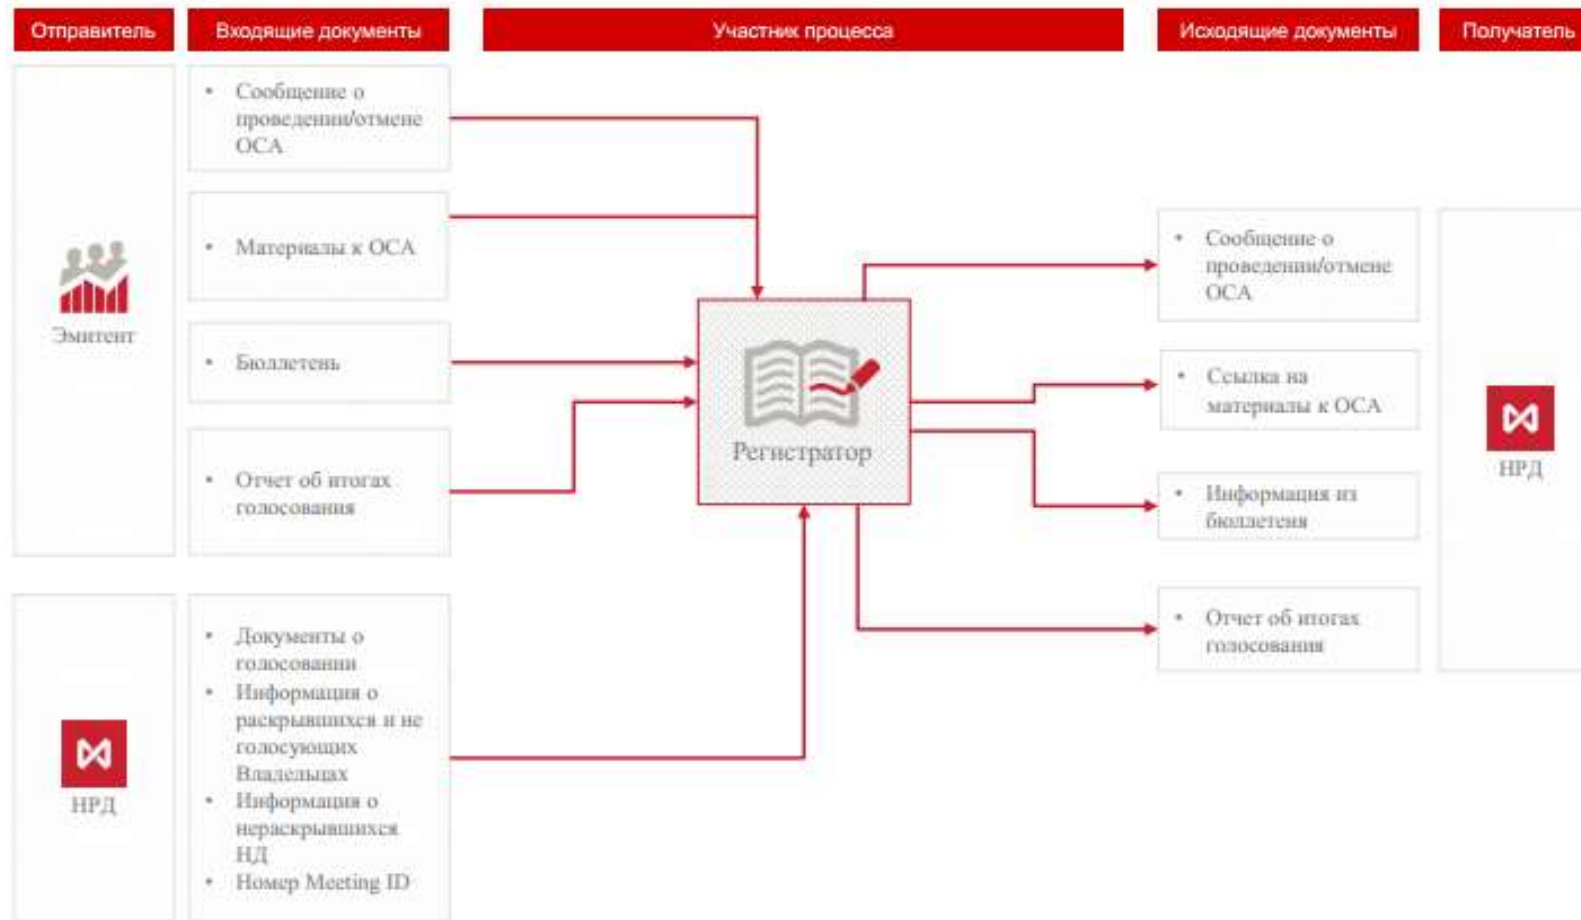 Отправитель
Входящие документы
Участник процесса
Исходящие документы
Получатель
• Сообщение о
проведении/отмене
ОСА
• Материалы к ОСА
Эмитент
• Бюллетень
• Отчет об итогах
голосования
• Документы о
голосовании
• Информация о
раскрывшихся и не
голосующих
Владельцах
• Информация о
нераскрывшихся
НД
• Номер Meeting ID
НРД
Регистратор
• Сообщение о
проведении/отмене
ОСА
• Ссылка на
материалы к ОСА
• Информация из
бюллетеня
• Отчет об итогах
голосования
НРД